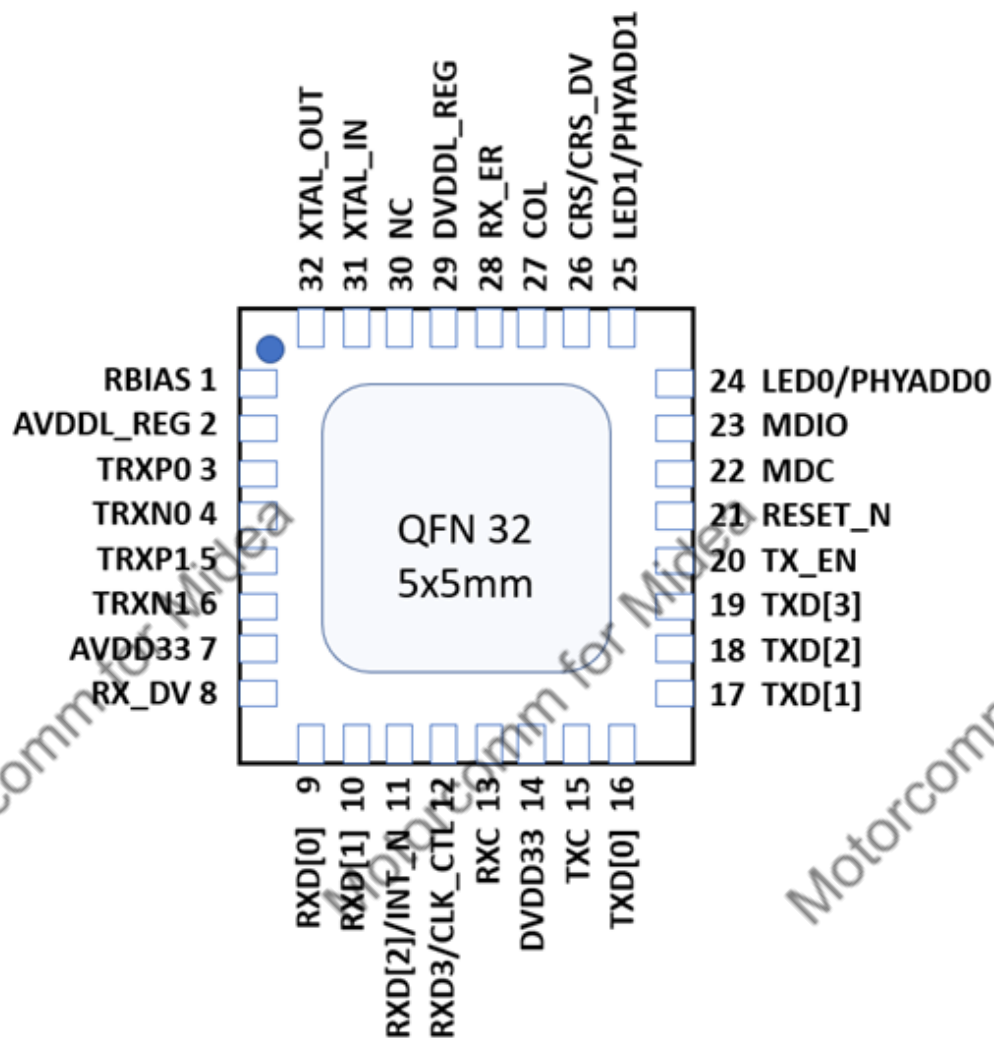 32 XTAL_OUT
31 XTAL_IN
30 NC
29 DVDDL_REG
28 RX_ER
27 COL
26 CRS/CRS_DV
25 LED1/PHYADD1
RBIAS 1
AVDDL_REG 2
TRXP0 3
TRXN0 4
TRXP1 5
TRXN1 6
AVDD33 7
RX_DV 8
QFN 32
5x5mm
24 LED0/PHYADD0
23 MDIO
22 MDC
21 RESET_N
20 TX_EN
19 TXD[3]
18 TXD[2]
17 TXD[1]
RXD[0] 9
RXD[1] 10
RXD[2]/INT_N 11
RXD3/CLK_CTL 12
RXC 13
DVDD33 14
TXC 15
TXD[0] 16
comm for Midea
Motorcomm for Midea
Motorcomm